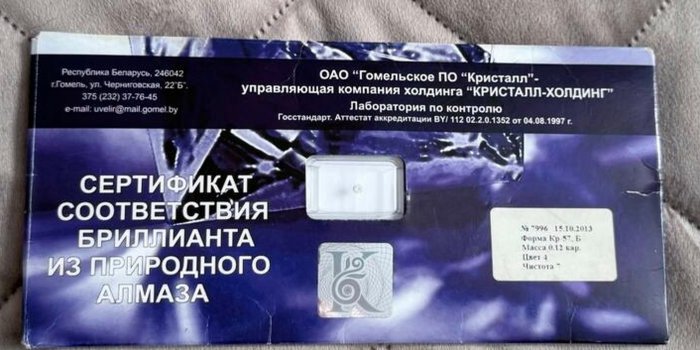 Республика Беларусь, 246042
г.Гомель, ул. Черниговская, 22"Б".
375 (232) 37-76-45
e-mail: uvelir@mail.gomel.by
ОАО "Гомельское ПО "Кристалл"-
управляющая компания холдинга "КРИСТАЛЛ-ХОЛДИНГ"
Лаборатория по контролю
Госстандарт. Аттестат аккредитации BY/ 112 02.2.0.1352 от 04.08.1997 г.
СЕРТИФИКАТ
СООТВЕТСТВИЯ
БРИЛЛИАНТА
ИЗ ПРИРОДНОГО
АЛМАЗА
К
№ 7996 15.10.2013
Форма Кр-57, Б
Масса 0.12 кар.
Цвет 4
Чистота 7